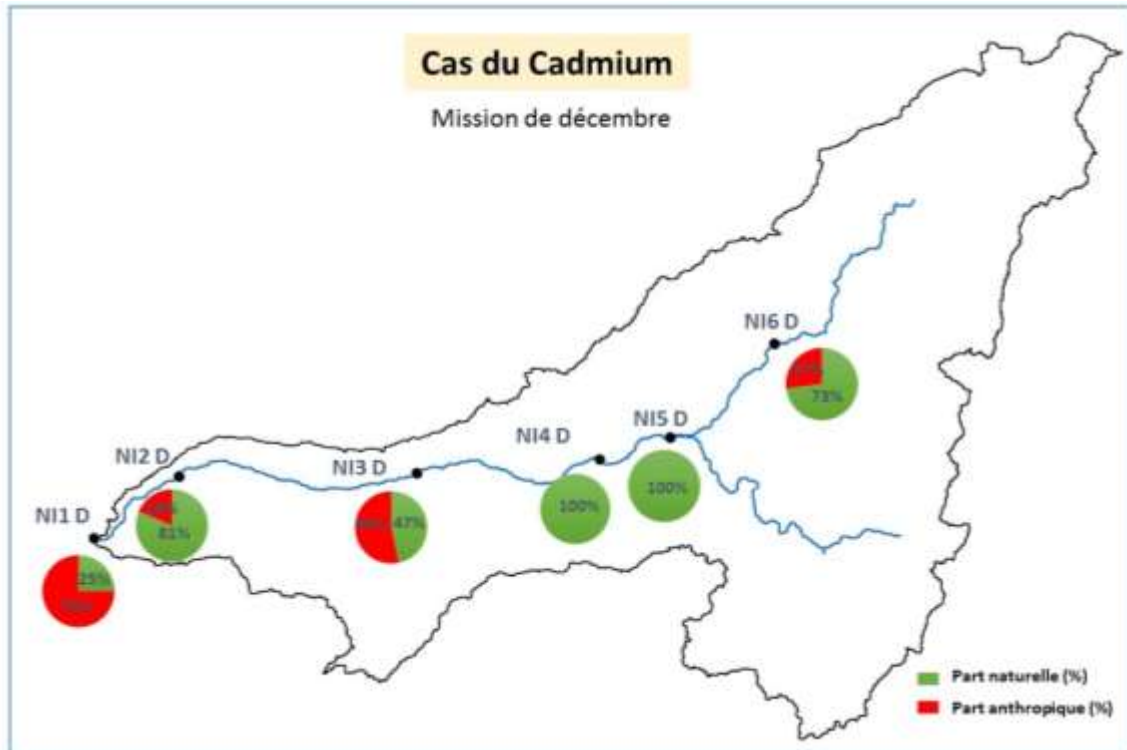 Cas du Cadmium
Mission de décembre
NI6 D
73%
NI5 D
100%
NI4 D
100%
NI3 D
47%
NI2 D
81%
NI1 D
25%
Part naturelle (%)
Part anthropique (%)